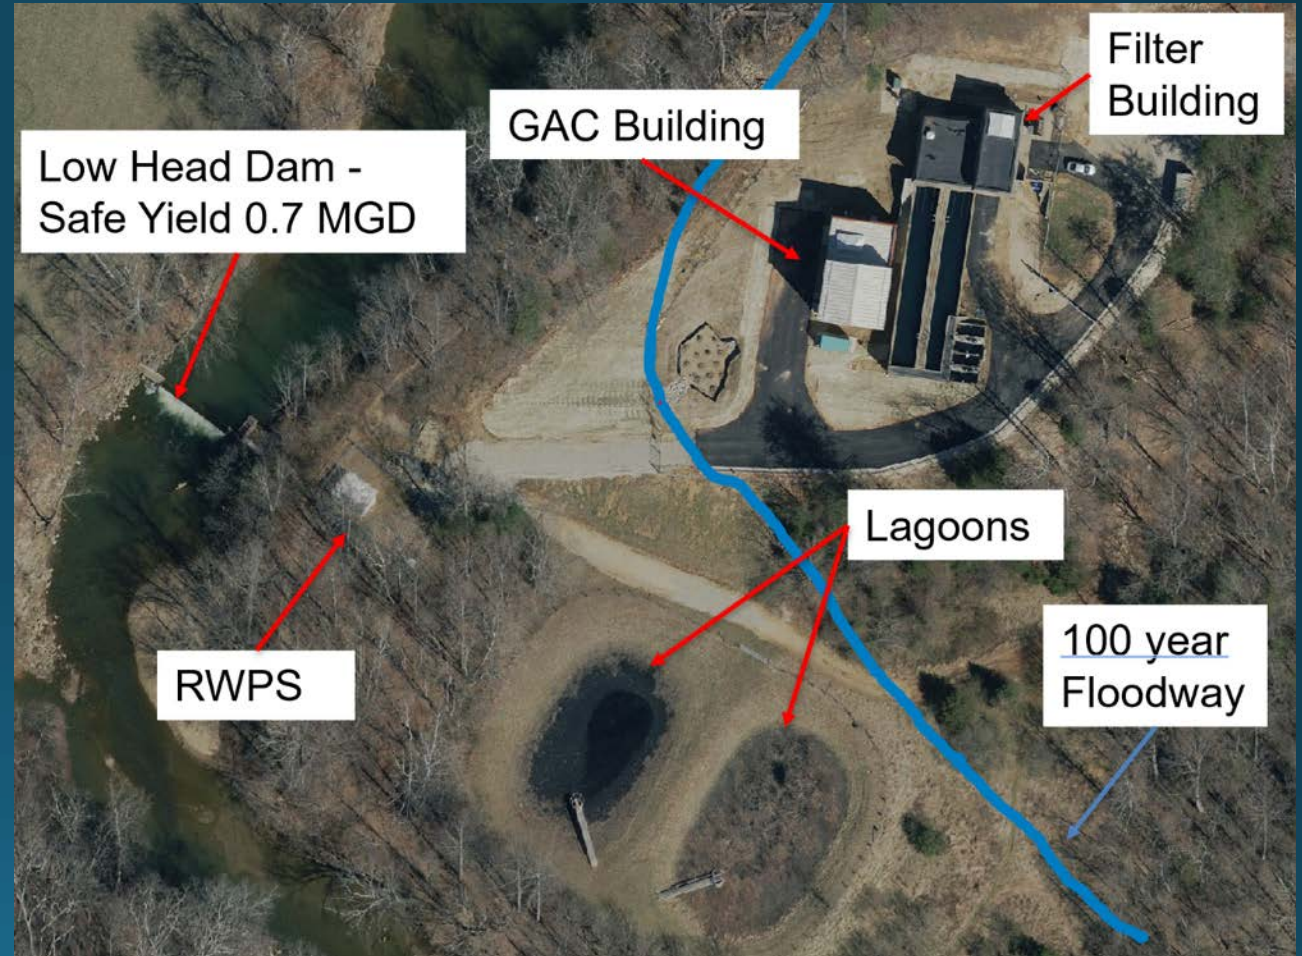 Filter
Building
GAC Building
Low Head Dam -
Safe Yield 0.7 MGD
Lagoons
100 year
Floodway
RWPS